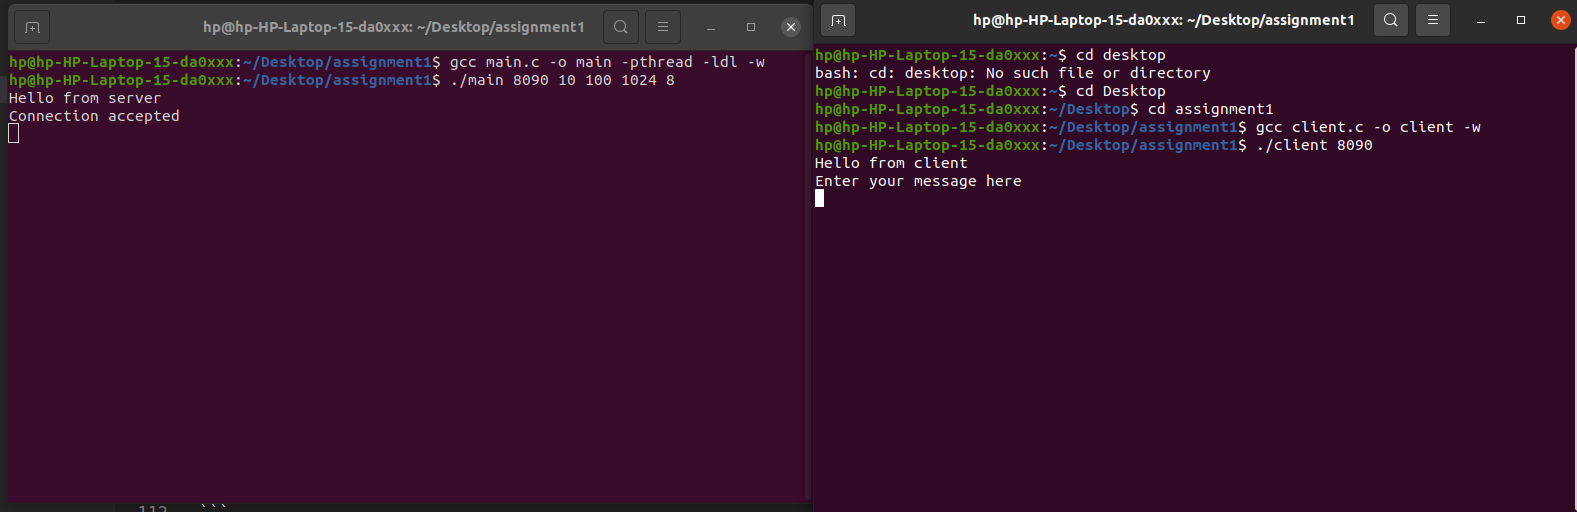 hp@hp-HP-Laptop-15-da0xxx: ~/Desktop/assignment1
hp@hp-HP-Laptop-15-da0xxx:~/Desktop/assignment1$ gcc main.c -o main -pthread -ldl -w
hp@hp-HP-Laptop-15-da0xxx:~/Desktop/assignment1$ ./main 8090 10 100 1024 8
Hello from server
Connection accepted
112 ```
hp@hp-HP-Laptop-15-da0xxx: ~/Desktop/assignment1
hp@hp-HP-Laptop-15-da0xxx:~$ cd desktop
bash: cd: desktop: No such file or directory
hp@hp-HP-Laptop-15-da0xxx:~$ cd Desktop
hp@hp-HP-Laptop-15-da0xxx:~/Desktop$ cd assignment1
hp@hp-HP-Laptop-15-da0xxx:~/Desktop/assignment1$ gcc client.c -o client -w
hp@hp-HP-Laptop-15-da0xxx:~/Desktop/assignment1$ ./client 8090
Hello from client
Enter your message here